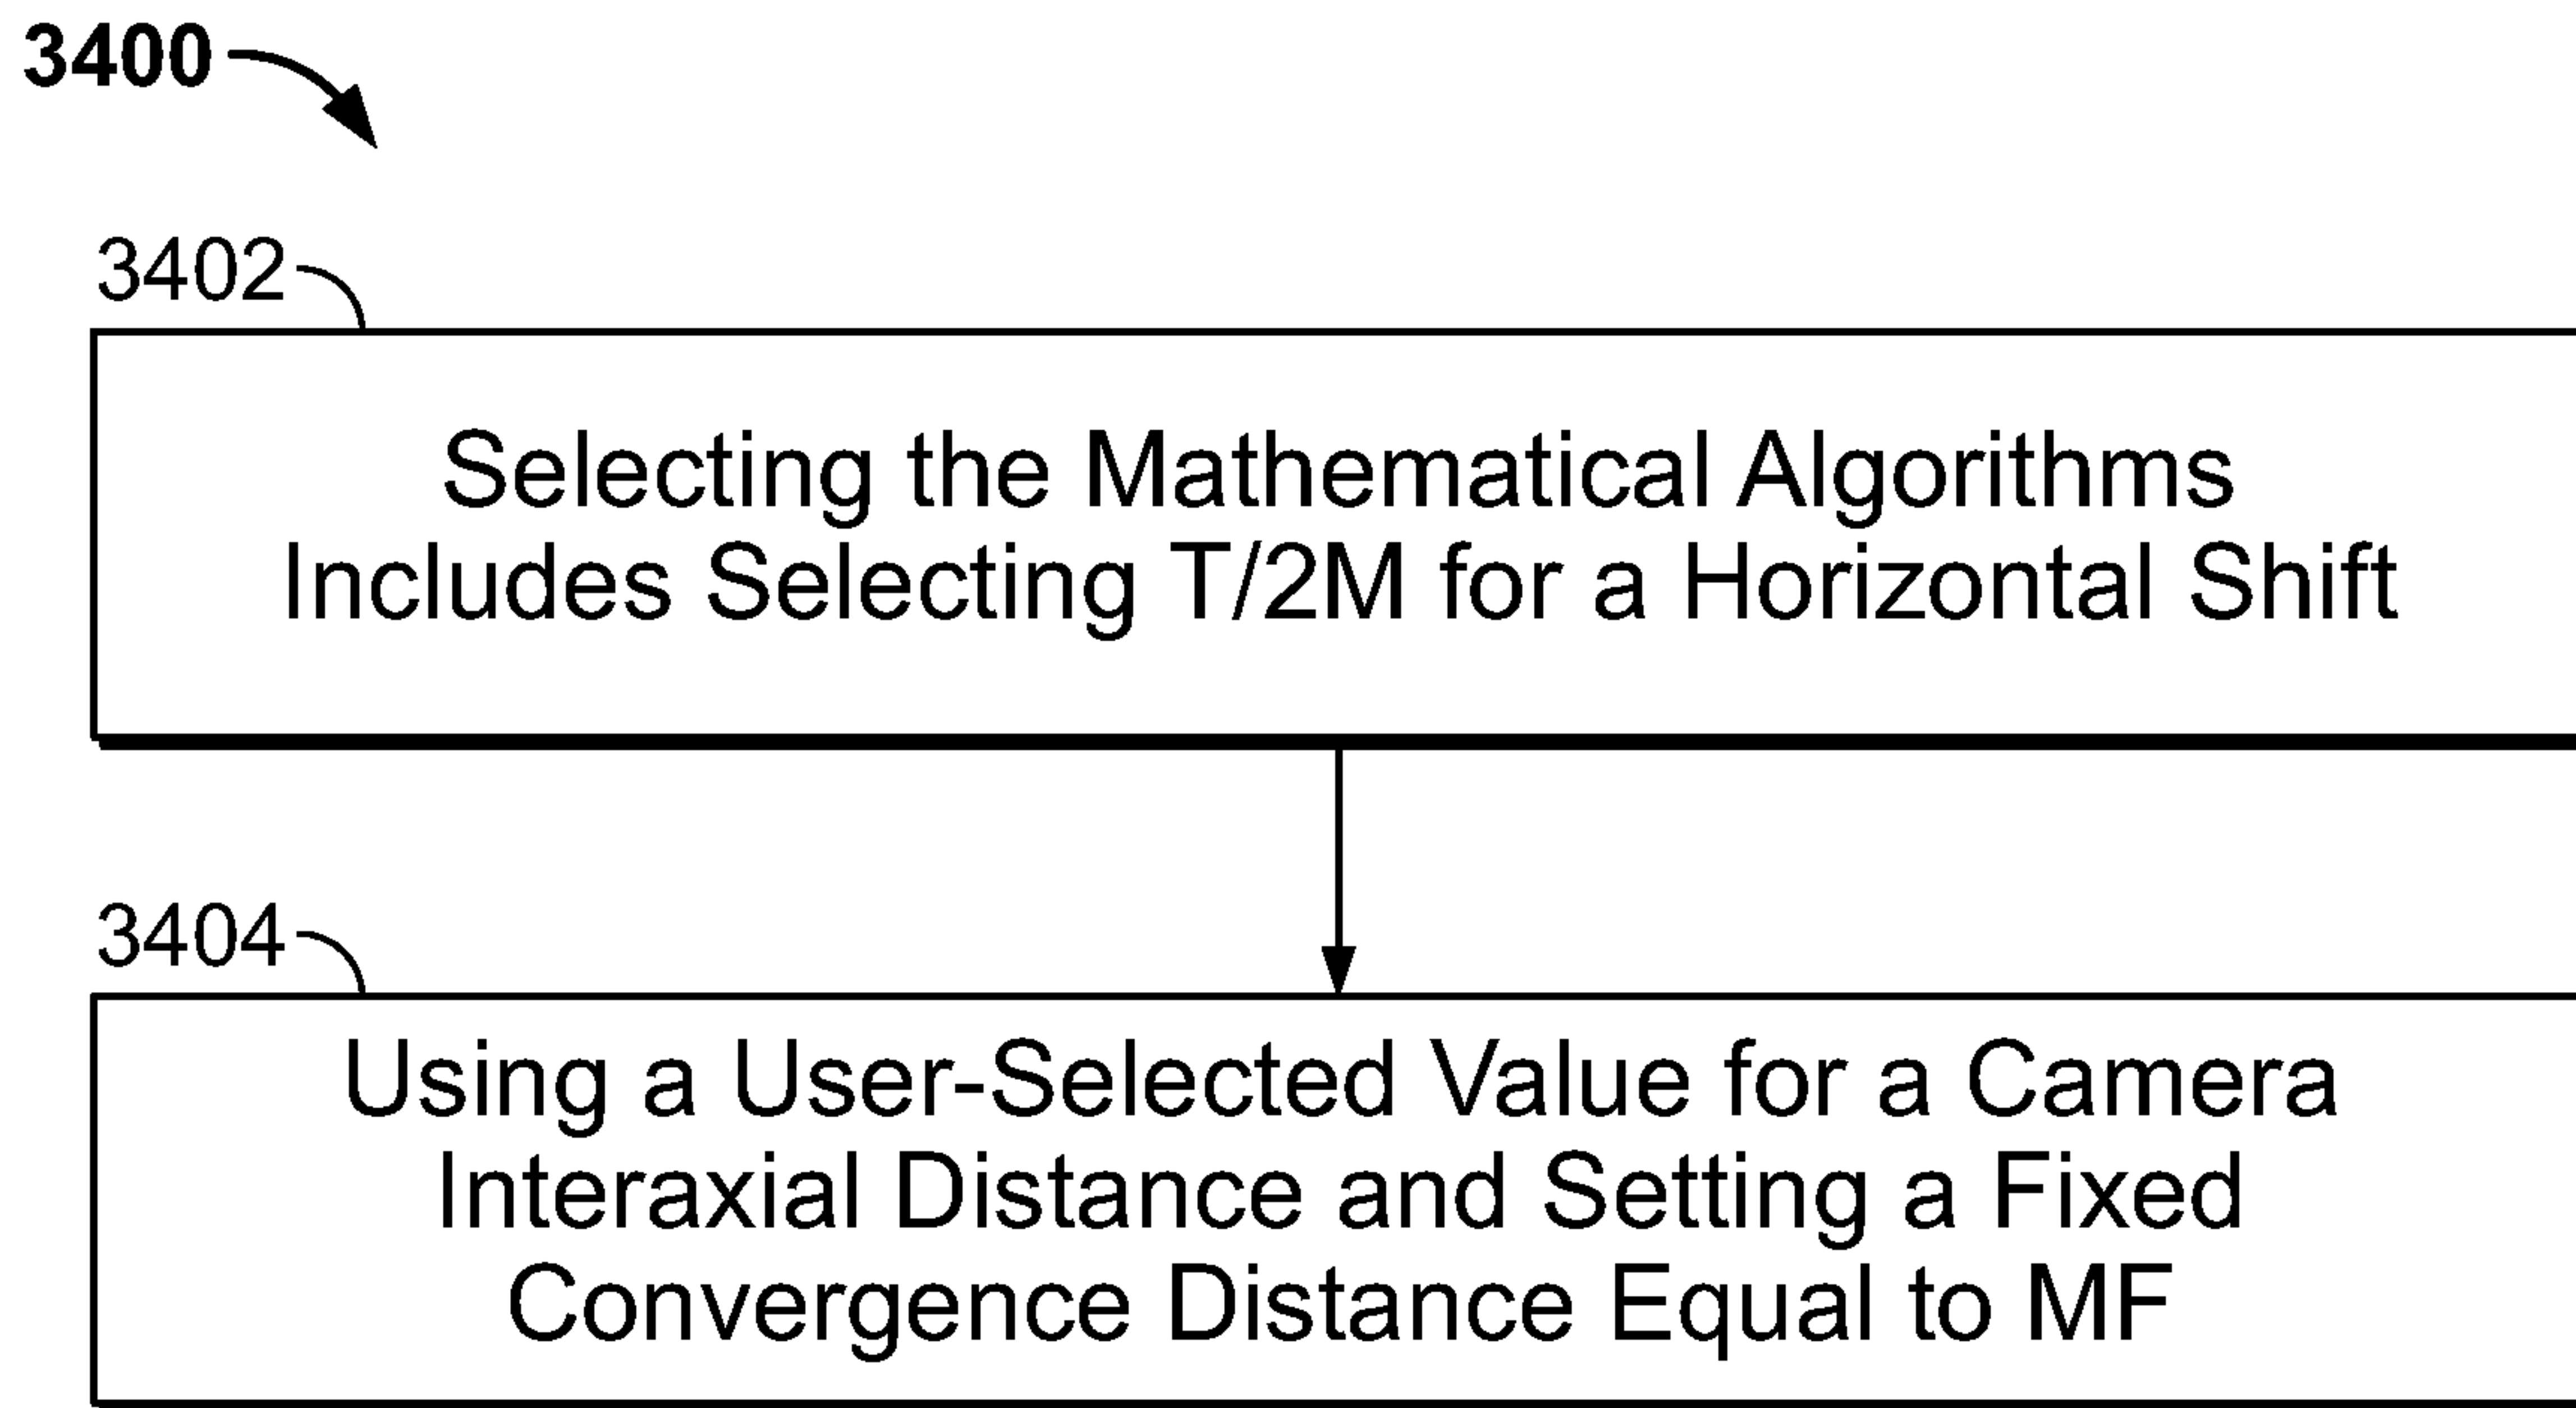 3400
3402
Selecting the Mathematical Algorithms
Includes Selecting T/2M for a Horizontal Shift
3404
Using a User-Selected Value for a Camera
Interaxial Distance and Setting a Fixed
Convergence Distance Equal to MF